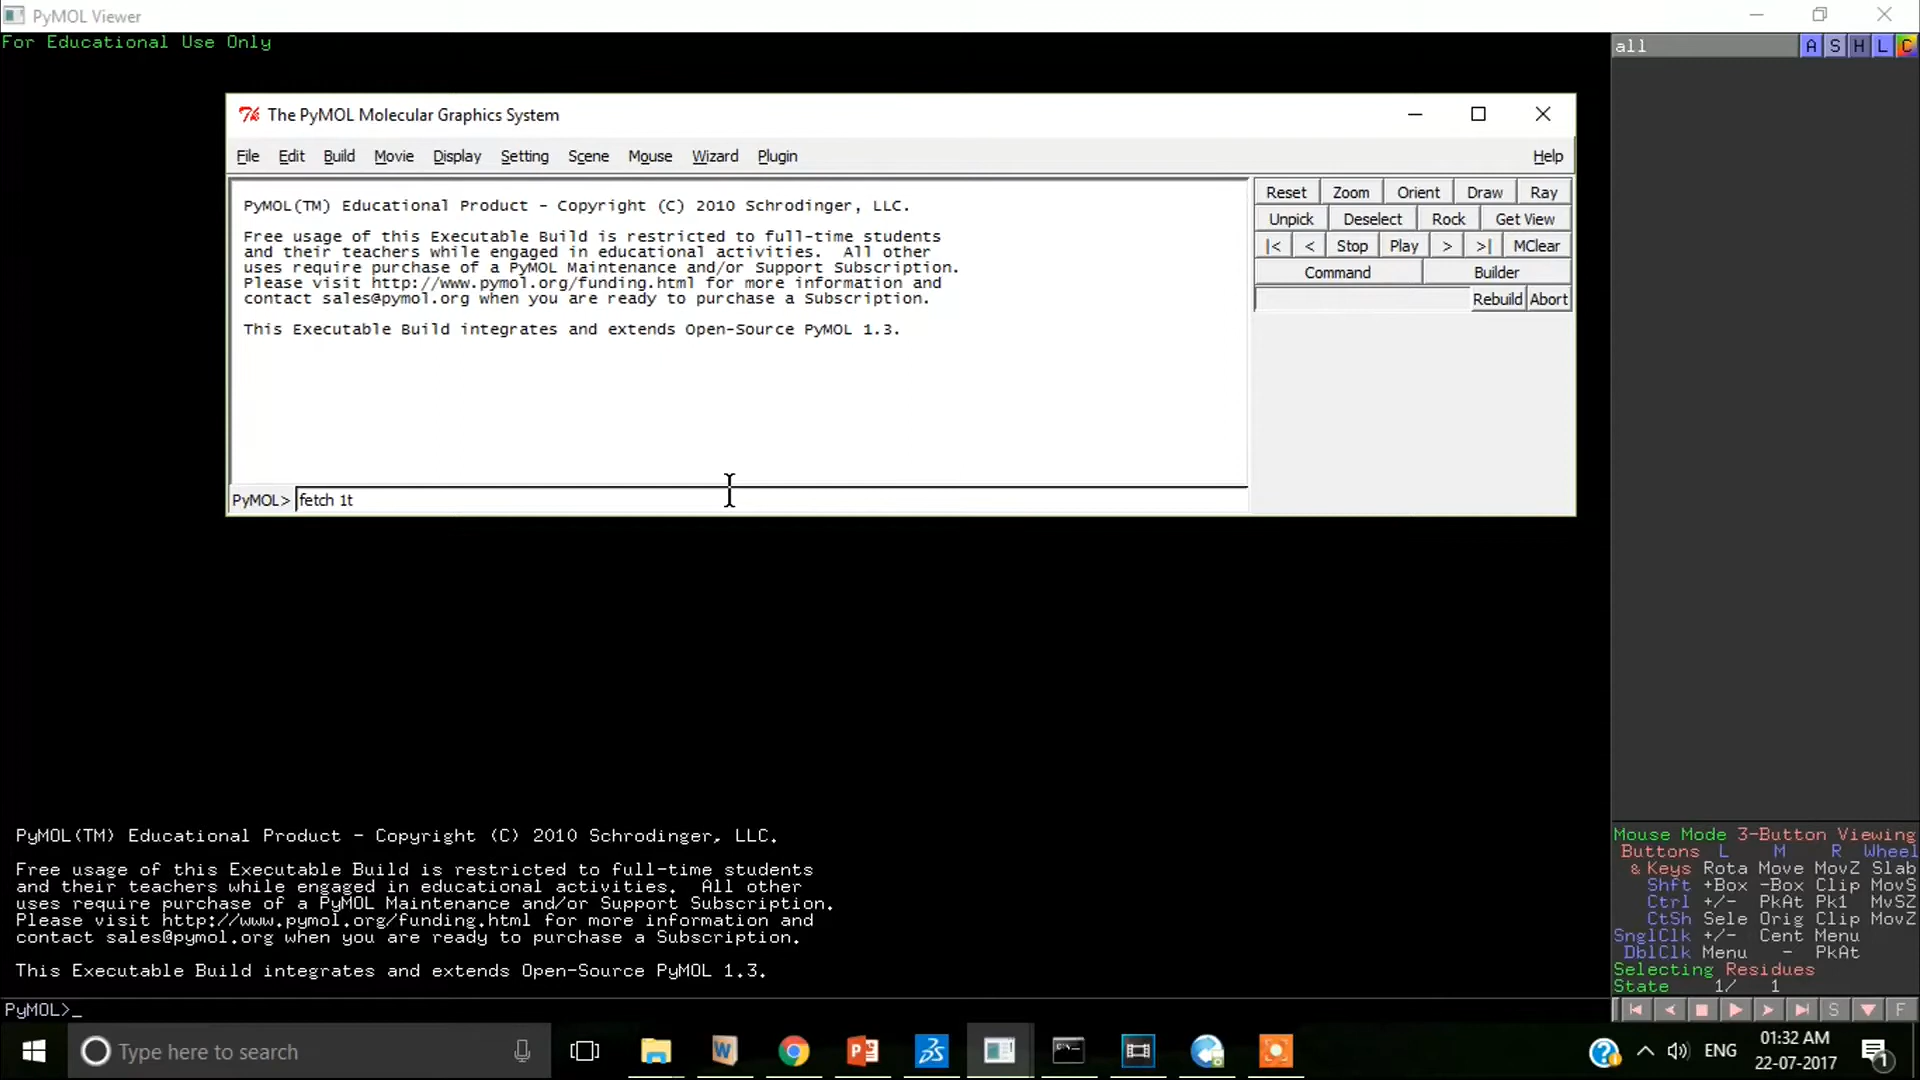 PyMOL Viewer
For Educational Use Only
all A S H L C
The PyMOL Molecular Graphics System
File Edit Build Movie Display Setting Scene Mouse Wizard Plugin Help
PyMOL(TM) Educational Product - Copyright (C) 2010 Schrodinger, LLC.
Free usage of this Executable Build is restricted to full-time students
and their teachers while engaged in educational activities.  All other
uses require purchase of a PyMOL Maintenance and/or Support Subscription.
Please visit http://www.pymol.org/funding.html for more information and
contact sales@pymol.org when you are ready to purchase a Subscription.
This Executable Build integrates and extends Open-Source PyMOL 1.3.
Reset Zoom Orient Draw Ray
Unpick Deselect Rock Get View
|< < Stop Play > >| MClear
Command Builder
Rebuild Abort
PyMOL> fetch 1t
PyMOL(TM) Educational Product - Copyright (C) 2010 Schrodinger, LLC.
Free usage of this Executable Build is restricted to full-time students
and their teachers while engaged in educational activities.  All other
uses require purchase of a PyMOL Maintenance and/or Support Subscription.
Please visit http://www.pymol.org/funding.html for more information and
contact sales@pymol.org when you are ready to purchase a Subscription.
This Executable Build integrates and extends Open-Source PyMOL 1.3.
PyMOL>_
Mouse Mode 3-Button Viewing
Buttons L M R Wheel
& Keys Rota Move MovZ Slab
Shft +Box -Box Clip MovS
Ctrl +/- PkAt Pk1 MvSZ
CtSh Sele Orig Clip MovZ
SnglClk +/- Cent Menu
DblClk Menu - PkAt
Selecting Residues
State 1/ 1
S F
Type here to search
ENG
01:32 AM
22-07-2017
1